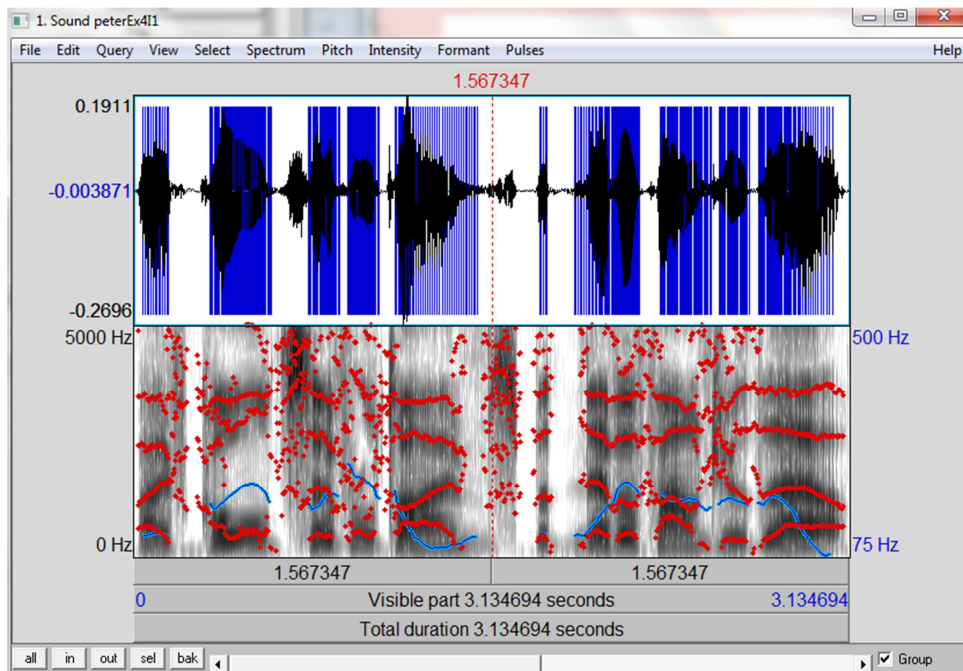 1. Sound peterEx4I1
File Edit Query View Select Spectrum Pitch Intensity Formant Pulses Help
1.567347
0.1911
-0.003871
-0.2696
5000 Hz 500 Hz
0 Hz 75 Hz
1.567347 1.567347
0 Visible part 3.134694 seconds 3.134694
Total duration 3.134694 seconds
all in out sel bak Group